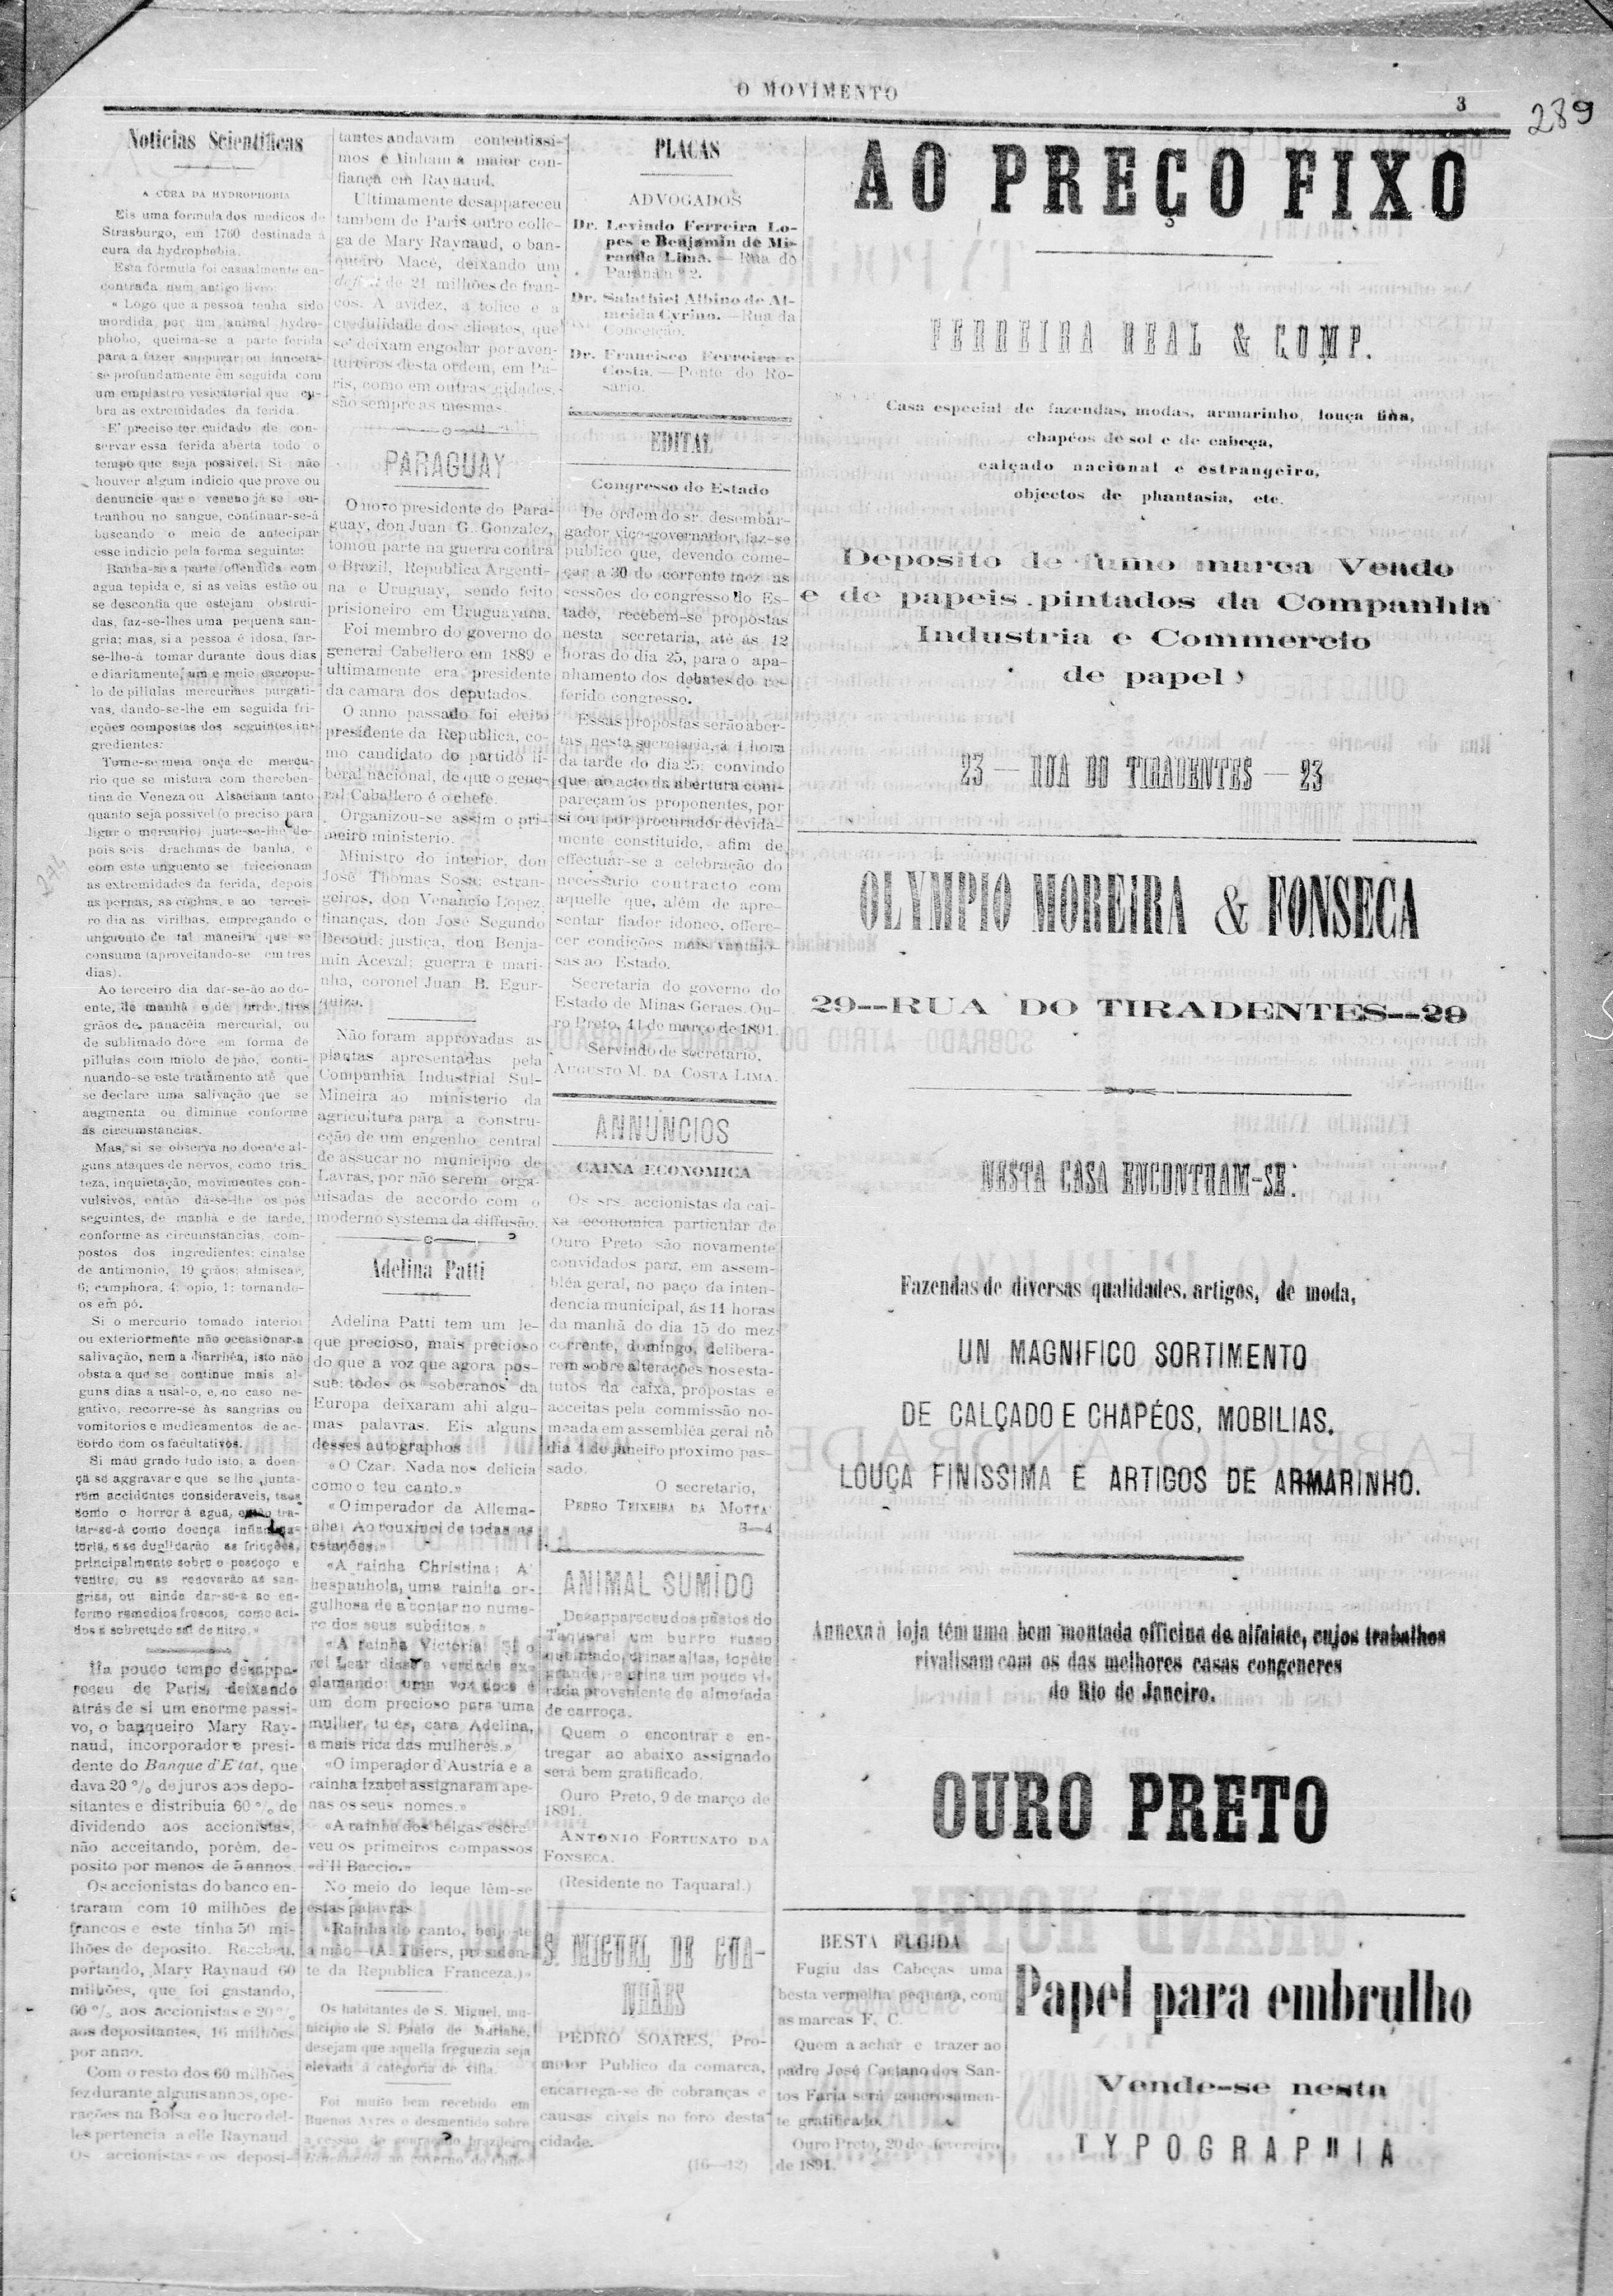 O MOVIMENTO
3
289
Noticias Scientificas
A CURA DA HYDROPHOBIA
Eis uma formula dos medicos de
Strasburgo, em 1760 destinada á
cura da hydrophobia.
Esta fórmula foi casualmente en-
contrada num antigo livro:
« Logo que a pessoa tenha sido
mordida por um animal hydro-
phobo, queima-se a parte ferida
para a fazer suppurar ou lanceta-
se profundamente em seguida com
um emplastro vesicatorial que cu-
bra as extremidades da ferida.
E' preciso ter cuidado de con-
servar essa ferida aberta todo o
tempo que seja possivel. Si não
houver algum indicio que prove ou
denuncie que o veneno já se en-
tranhou no sangue, continuar-se-á
buscando o meio de antecipar
esse indicio pela forma seguinte:
Banha-se a parte offendida com
agua tepida e, si as veias estão ou
se desconfia que estejam obstrui-
das, faz-se-lhes uma pequena san-
gria; mas, si a pessoa é idosa, far-
se-lhe-á tomar durante dous dias
e diariamente, um e meio escropu-
lo de pillulas mercuriaes purgati-
vas, dando-se-lhe em seguida fri-
cções compostas dos seguintes in-
gredientes:
Tome-se meia onça de mercu-
rio que se mistura com thereben-
tina de Veneza ou Alsaciana tanto
quanto seja possivel (o preciso para
ligar o mercurio) junte-se-lhe de-
pois seis drachmas de banha, e
com este unguento se friccionam
as extremidades da ferida, depois
as pernas, as côchas, e ao tercei-
ro dia as virilhas, empregando o
unguento de tal maneira que se
consuma (aproveitando-se em tres
dias).
Ao terceiro dia dar-se-ão ao do-
ente, de manhã e de tarde, tres
grãos de panacéia mercurial, ou
de sublimado dôce em forma de
pillulas com miolo de pão, conti-
nuando-se este tratamento até que
se declare uma salivação que se
augmenta ou diminue conforme
as circumstancias.
Mas, si se observa no doente al-
guns ataques de nervos, como tris-
teza, inquietação, movimentos con-
vulsivos, então dá-se-lhe os pós
seguintes, de manhã e de tarde,
conforme as circumstancias, com-
postos dos ingredientes: cinalse
de antimonio, 10 grãos; almiscar,
6; camphora, 4; opio, 1: tornando-
os em pó.
Si o mercurio tomado interior
ou exteriormente não occasionar a
salivação, nem a diarrhéa, isto não
obsta a que se continue mais al-
guns dias a usal-o, e, no caso ne-
gativo, recorre-se ás sangrias ou
vomitorios e medicamentos de ac-
cordo com os facultativos.
Si máu grado tudo isto, a doen-
ça se aggravar e que se lhe junta-
rem accidentes consideraveis, taes
como o horror á agua, então tra-
tar-se-á como doença inflamma-
toria, e se duplicarão as fricções,
principalmente sobre o pescoço e
ventre, ou se renovarão as san-
grias, ou ainda dar-se-á ao en-
fermo remedios frescos, como aci-
dos e sobretudo sal de nitro.»
Ha pouco tempo desappa-
receu de Paris, deixando
atrás de si um enorme passi-
vo, o banqueiro Mary Ray-
naud, incorporador e presi-
dente do Banque d'Etat, que
dava 20 % de juros aos depo-
sitantes e distribuia 60 % de
dividendo aos accionistas,
não acceitando, porém, de-
posito por menos de 5 annos.
Os accionistas do banco en-
traram com 10 milhões de
francos e este tinha 50 mi-
lhões de deposito. Recebeu,
portando, Mary Raynaud 60
milhões, que foi gastando,
60 % aos accionistas e 20 %
aos depositantes, 16 milhões
por anno.
Com o resto dos 60 milhões
fez durante alguns annos, ope-
rações na Bolsa e o lucro del-
les pertencia a elle Raynaud.
Os accionistas e os deposi-
tantes andavam contentissi-
mos e tinham a maior con-
fiança em Raynaud.
Ultimamente desappareceu
tambem de Paris outro colle-
ga de Mary Raynaud, o ban-
queiro Macé, deixando um
deficit de 21 milhões de fran-
cos. A avidez, a tolice e a
credulidade dos clientes, que
se deixam engodar por aven-
tureiros desta ordem, em Pa-
ris, como em outras cidades,
são sempre as mesmas.
PARAGUAY
O novo presidente do Para-
guay, don Juan G. Gonzalez,
tomou parte na guerra contra
o Brazil, Republica Argenti-
na e Uruguay, sendo feito
prisioneiro em Uruguayana.
Foi membro do governo do
general Cabellero em 1889 e
ultimamente era presidente
da camara dos deputados.
O anno passado foi eleito
presidente da Republica, co-
mo candidato do partido li-
beral nacional, de que o gene-
ral Caballero é o chefe.
Organizou-se assim o pri-
meiro ministerio.
Ministro do interior, don
José Thomas Sosa; estran-
geiros, don Venancio Lopez,
finanças, don José Segundo
Decoud; justiça, don Benja-
min Aceval; guerra e mari-
nha, coronel Juan B. Egur-
quiza.
Não foram approvadas as
plantas apresentadas pela
Companhia Industrial Sul-
Mineira ao ministerio da
agricultura para a constru-
cção de um engenho central
de assucar no municipio de
Lavras, por não serem orga-
nisadas de accordo com o
moderno systema da diffusão.
Adelina Patti
Adelina Patti tem um le-
que precioso, mais precioso
do que a voz que agora pos-
sue: todos os soberanos da
Europa deixaram ahi algu-
mas palavras. Eis alguns
desses autographos
«O Czar: Nada nos delicia
como o teu canto.»
«O imperador da Allema-
nha: Ao rouxinol de todas as
estações.»
«A rainha Christina: A'
hespanhola, uma rainha or-
gulhosa de a contar no nume-
ro dos seus subditos.»
«A rainha Victoria: Si o
rei Lear disse a verdade ex-
clamando: uma voz doce é
um dom precioso para uma
mulher, tu és, cara Adelina,
a mais rica das mulheres.»
«O imperador d'Austria e a
rainha Izabel assignaram ape-
nas os seus nomes.»
«A rainha dos belgas escre-
veu os primeiros compassos
«d'Il Baccio.»
No meio do leque lêm-se
estas palavras
«Rainha do canto, beijo-te
a mão—(A. Thiers, presiden-
te da Republica Franceza.)»
Os habitantes de S. Miguel, mu-
nicipio de S. Paulo de Muriahé,
desejam que aquella freguezia seja
elevada á categoria de villa.
Foi muito bem recebido em
Buenos Ayres o desmentido sobre
a cessão do couraçado brazileiro
Riachuelo ao governo do Chile.
PLACAS
ADVOGADOS
Dr. Levindo Ferreira Lo-
pes e Benjamin de Mi-
randa Lima. — Rua do
Paraná n.º 2.
Dr. Salathiel Albino de Al-
meida Cyrino. — Rua da
Conceição.
Dr. Francisco Ferreira e
Costa. — Ponte do Ro-
sario.
EDITAL
Congresso do Estado
De ordem do sr. desembar-
gador vice-governador, faz-se
publico que, devendo come-
çar a 30 do corrente mez as
sessões do congresso do Es-
tado, recebem-se propostas
nesta secretaria, até ás 12
horas do dia 25, para o apa-
nhamento dos debates do re-
ferido congresso.
Essas propostas serão aber-
tas nesta secretaria, á 1 hora
da tarde do dia 25; convindo
que ao acto da abertura com-
pareçam os proponentes, por
si ou por procurador devida-
mente constituido, afim de
effectuar-se a celebração do
necessario contracto com
aquelle que, além de apre-
sentar fiador idoneo, offere-
cer condições mais vantajo-
sas ao Estado.
Secretaria do governo do
Estado de Minas Geraes. Ou-
ro Preto, 11 de março de 1891.
Servindo de secretario,
AUGUSTO M. DA COSTA LIMA.
ANNUNCIOS
CAIXA ECONOMICA
Os srs. accionistas da cai-
xa economica particular de
Ouro Preto são novamente
convidados para, em assem-
bléa geral, no paço da inten-
dencia municipal, ás 11 horas
da manhã do dia 15 do mez
corrente, domingo, delibera-
rem sobre alterações nos esta-
tutos da caixa, propostas e
acceitas pela commissão no-
meada em assembléa geral no
dia 4 de janeiro proximo pas-
sado.
O secretario,
PEDRO TEIXEIRA DA MOTTA
3—4
ANIMAL SUMIDO
Desappareceu dos pastos do
Taquaral um burro russo
queimado, crinas altas, topete
grande, a crina um pouco vi-
rada proveniente de almofada
de carroça.
Quem o encontrar e en-
tregar ao abaixo assignado
será bem gratificado.
Ouro Preto, 9 de março de
1891.
ANTONIO FORTUNATO DA
FONSECA.
(Residente no Taquaral.)
S. MIGUEL DE GUA-
NHÃES
PEDRO SOARES, Pro-
motor Publico da comarca,
encarrega-se de cobranças e
causas civeis no foro desta
cidade.
(16—12)
AO PREÇO FIXO
FERREIRA REAL & COMP.
Casa especial de fazendas, modas, armarinho, louça fina,
chapéos de sol e de cabeça,
calçado nacional e estrangeiro,
objectos de phantasia, etc.
Deposito de fumo marca Veado
e de papeis pintados da Companhia
Industria e Commercio
de papel
23 — RUA DO TIRADENTES — 23
OLYMPIO MOREIRA & FONSECA
29--RUA DO TIRADENTES--29
NESTA CASA ENCONTRAM-SE:
Fazendas de diversas qualidades, artigos, de moda,
UN MAGNIFICO SORTIMENTO
DE CALÇADO E CHAPÉOS, MOBILIAS,
LOUÇA FINISSIMA E ARTIGOS DE ARMARINHO.
Annexa á loja têm uma bem montada officina de alfaiate, cujos trabalhos
rivalisam com os das melhores casas congeneres
do Rio de Janeiro.
OURO PRETO
BESTA FUGIDA
Fugiu das Cabeças uma
besta vermelha pequena, com
as marcas F. C.
Quem a achar e trazer ao
padre José Caetano dos San-
tos Faria será generosamen-
te gratificado.
Ouro Preto, 20 de fevereiro
de 1891.
Papel para embrulho
Vende-se nesta
TYPOGRAPHIA